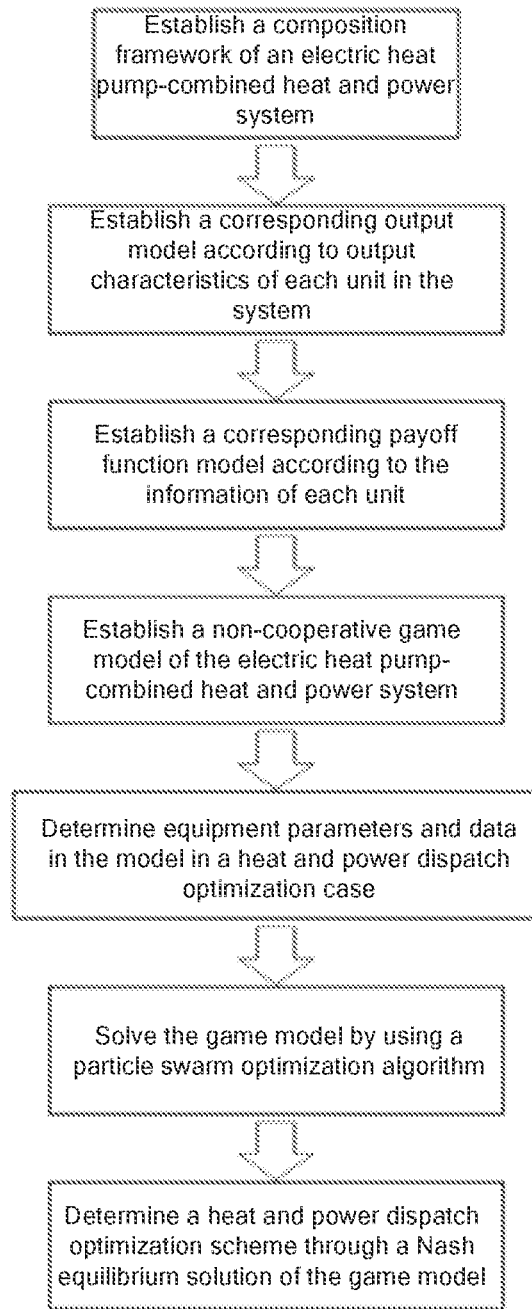 Establish a composition
framework of an electric heat
pump-combined heat and power
system
Establish a corresponding output
model according to output
characteristics of each unit in the
system
Establish a corresponding payoff
function model according to the
information of each unit
Establish a non-cooperative game
model of the electric heat pump-
combined heat and power system
Determine equipment parameters and data
in the model in a heat and power dispatch
optimization case
Solve the game model by using a
particle swarm optimization algorithm
Determine a heat and power dispatch
optimization scheme through a Nash
equilibrium solution of the game model